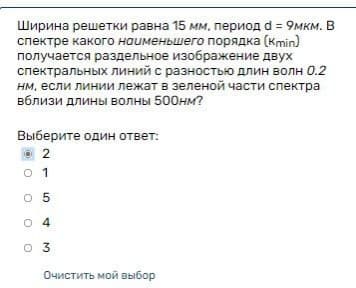 Ширина решетки равна 15 мм, период d = 9мкм. В
спектре какого наименьшего порядка (Kmin)
получается раздельное изображение двух
спектральных линий с разностью длин волн 0.2
нм, если линии лежат в зеленой части спектра
вблизи длины волны 500нм?
Выберите один ответ:
2
1
5
4
3
Очистить мой выбор